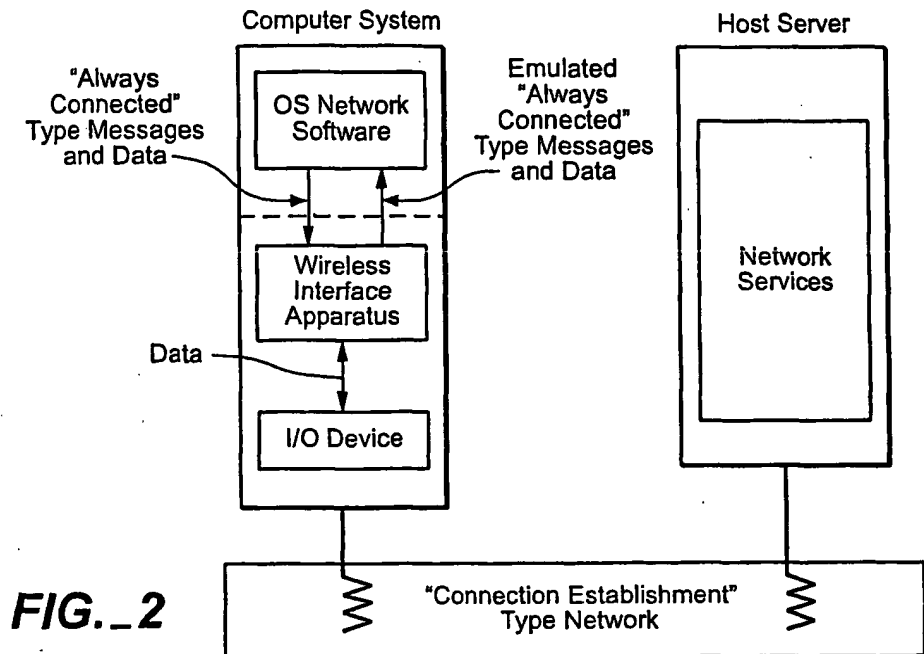 Computer System
Host Server
"Always
Connected"
Type Messages
and Data
OS Network
Software
Emulated
"Always
Connected"
Type Messages
and Data
Wireless
Interface
Apparatus
Network
Services
Data
I/O Device
"Connection Establishment"
Type Network
FIG._2